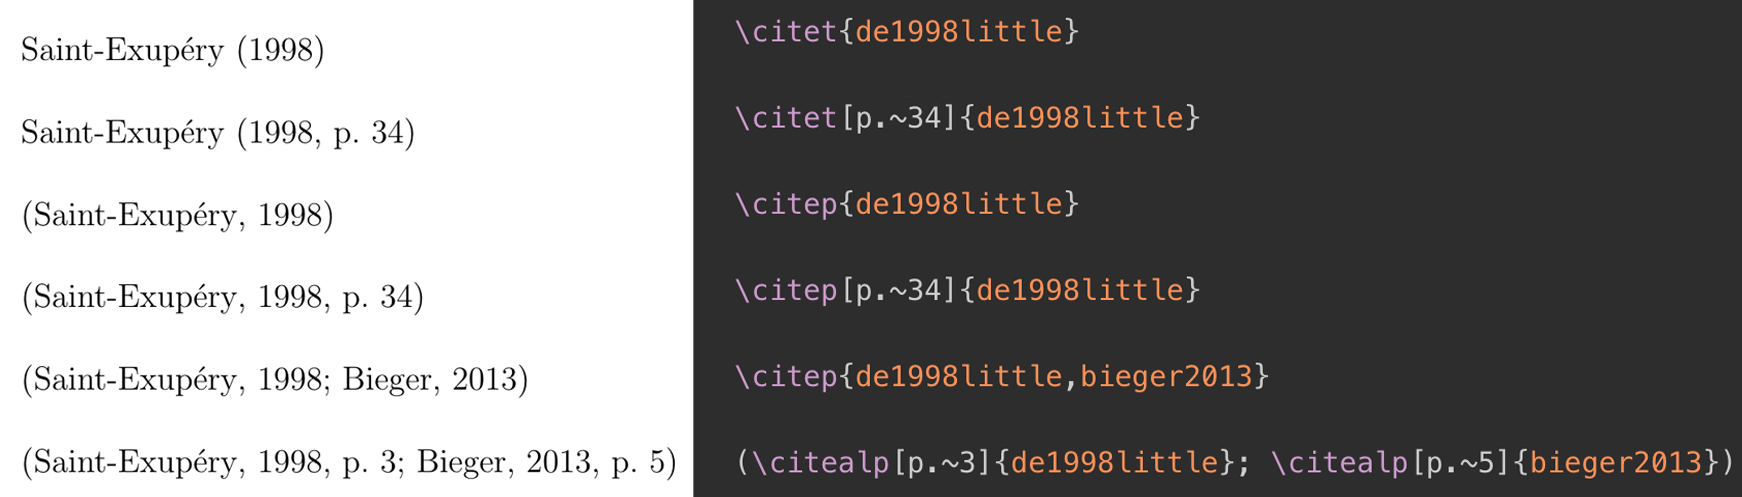 Saint-Exupéry (1998)
\citet{de1998little}
Saint-Exupéry (1998, p. 34)
\citet[p.~34]{de1998little}
(Saint-Exupéry, 1998)
\citep{de1998little}
(Saint-Exupéry, 1998, p. 34)
\citep[p.~34]{de1998little}
(Saint-Exupéry, 1998; Bieger, 2013)
\citep{de1998little,bieger2013}
(Saint-Exupéry, 1998, p. 3; Bieger, 2013, p. 5)
(\citealp[p.~3]{de1998little}; \citealp[p.~5]{bieger2013})